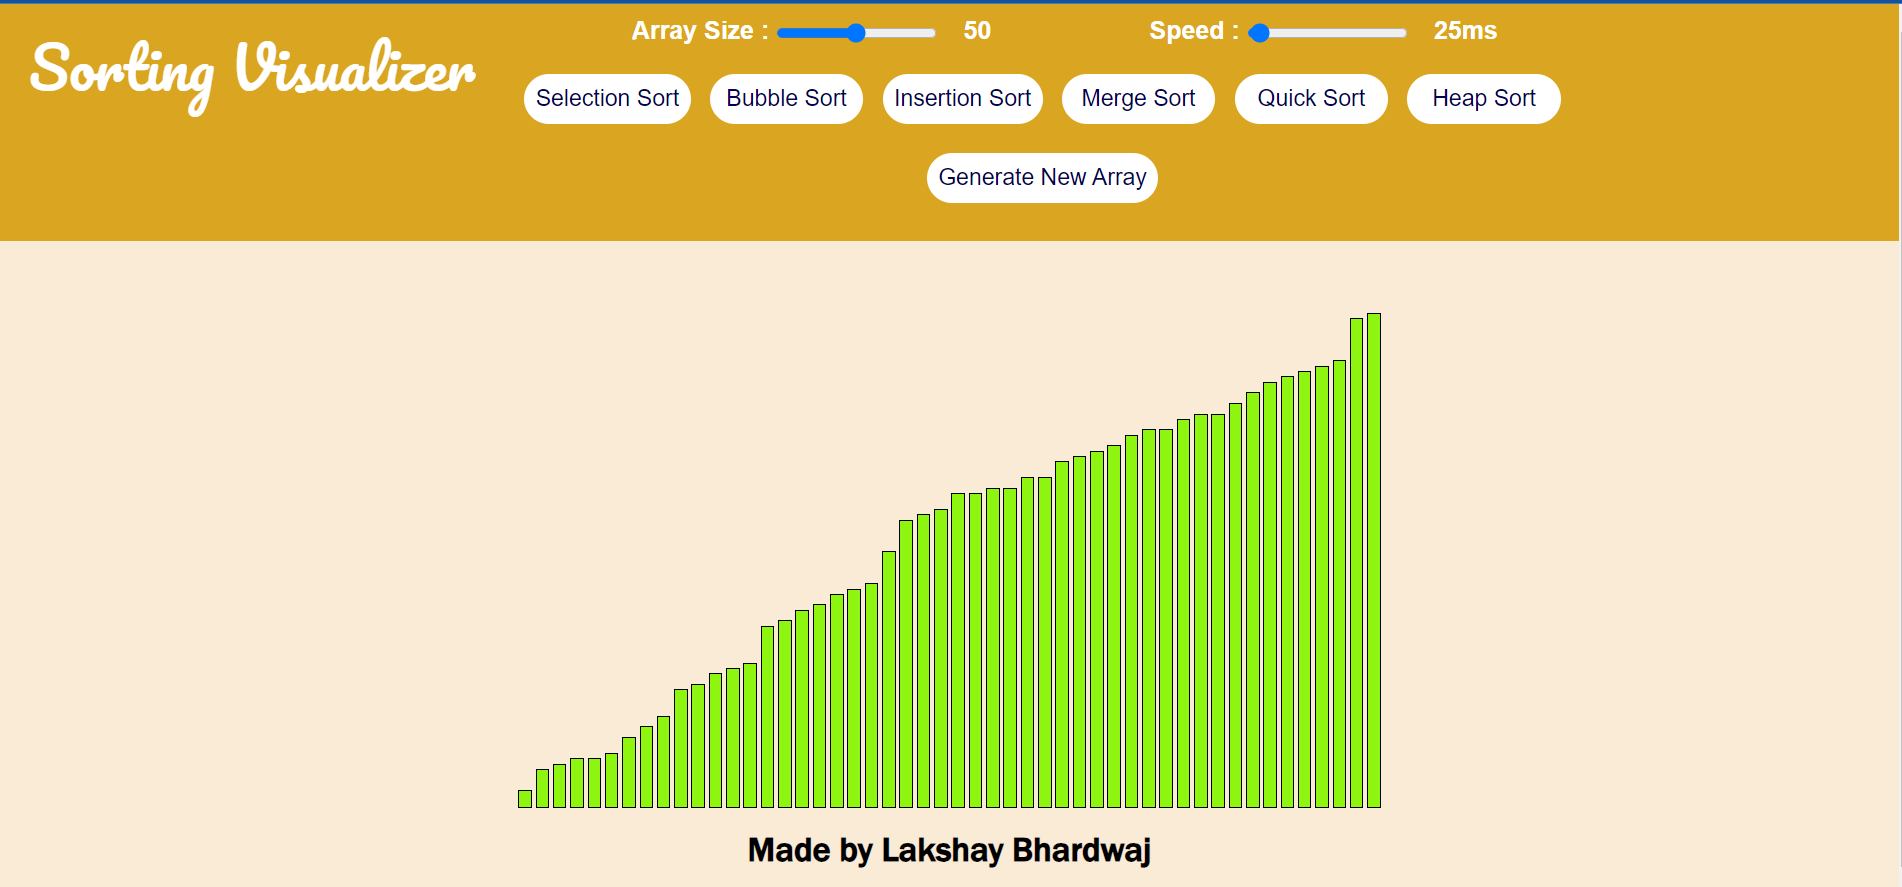 Sorting Visualizer
Array Size : 50
Speed : 25ms
Selection Sort
Bubble Sort
Insertion Sort
Merge Sort
Quick Sort
Heap Sort
Generate New Array
Made by Lakshay Bhardwaj